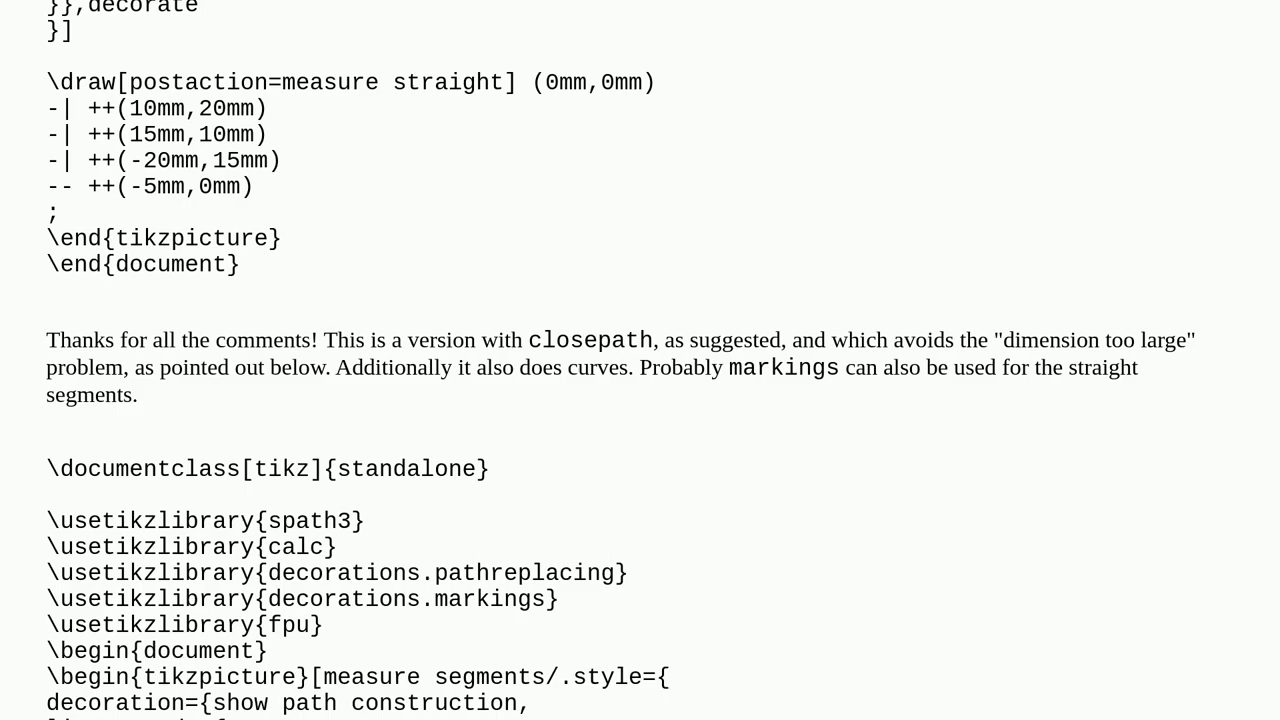 }},decorate
}]
\draw[postaction=measure straight] (0mm,0mm)
-| ++(10mm,20mm)
-| ++(15mm,10mm)
-| ++(-20mm,15mm)
-- ++(-5mm,0mm)
;
\end{tikzpicture}
\end{document}
Thanks for all the comments! This is a version with closepath, as suggested, and which avoids the "dimension too large"
problem, as pointed out below. Additionally it also does curves. Probably markings can also be used for the straight
segments.
\documentclass[tikz]{standalone}
\usetikzlibrary{spath3}
\usetikzlibrary{calc}
\usetikzlibrary{decorations.pathreplacing}
\usetikzlibrary{decorations.markings}
\usetikzlibrary{fpu}
\begin{document}
\begin{tikzpicture}[measure segments/.style={
decoration={show path construction,